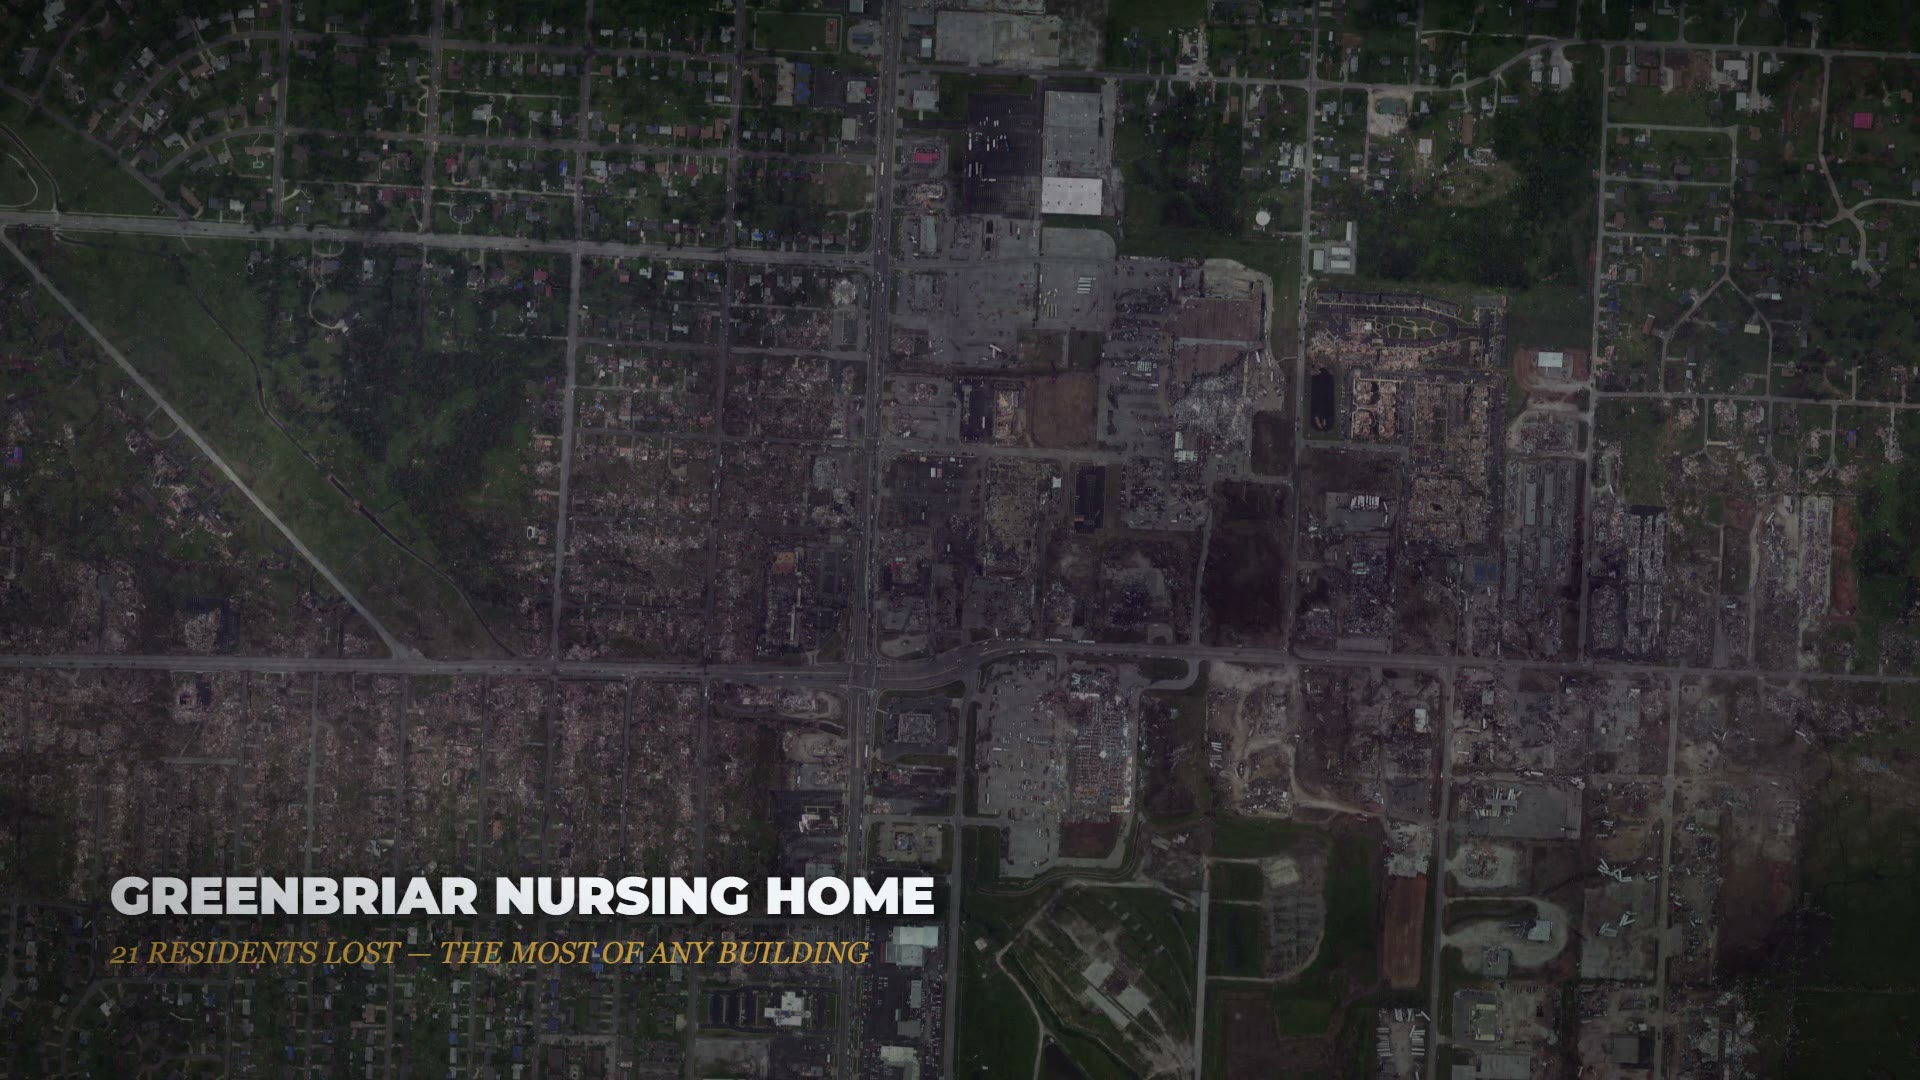 GREENBRIAR NURSING HOME
21 RESIDENTS LOST — THE MOST OF ANY BUILDING